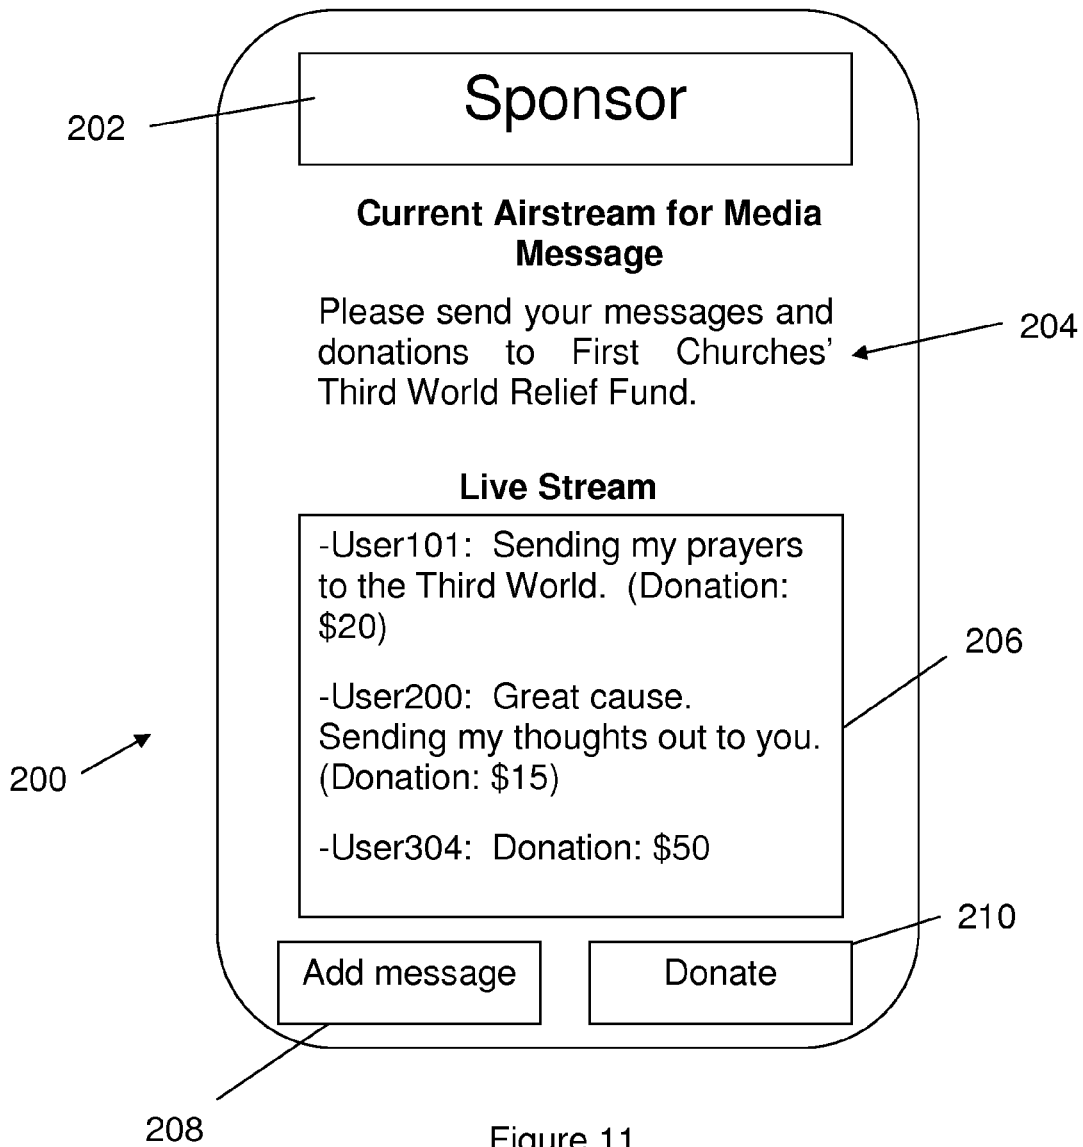 Sponsor
202
Current Airstream for Media
Message
Please send your messages and
donations to First Churches’
Third World Relief Fund.
204
Live Stream
-User101: Sending my prayers
to the Third World. (Donation:
$20)
206
-User200: Great cause.
Sending my thoughts out to you.
(Donation: $15)
200
-User304: Donation: $50
210
Add message
Donate
208
Figure 11